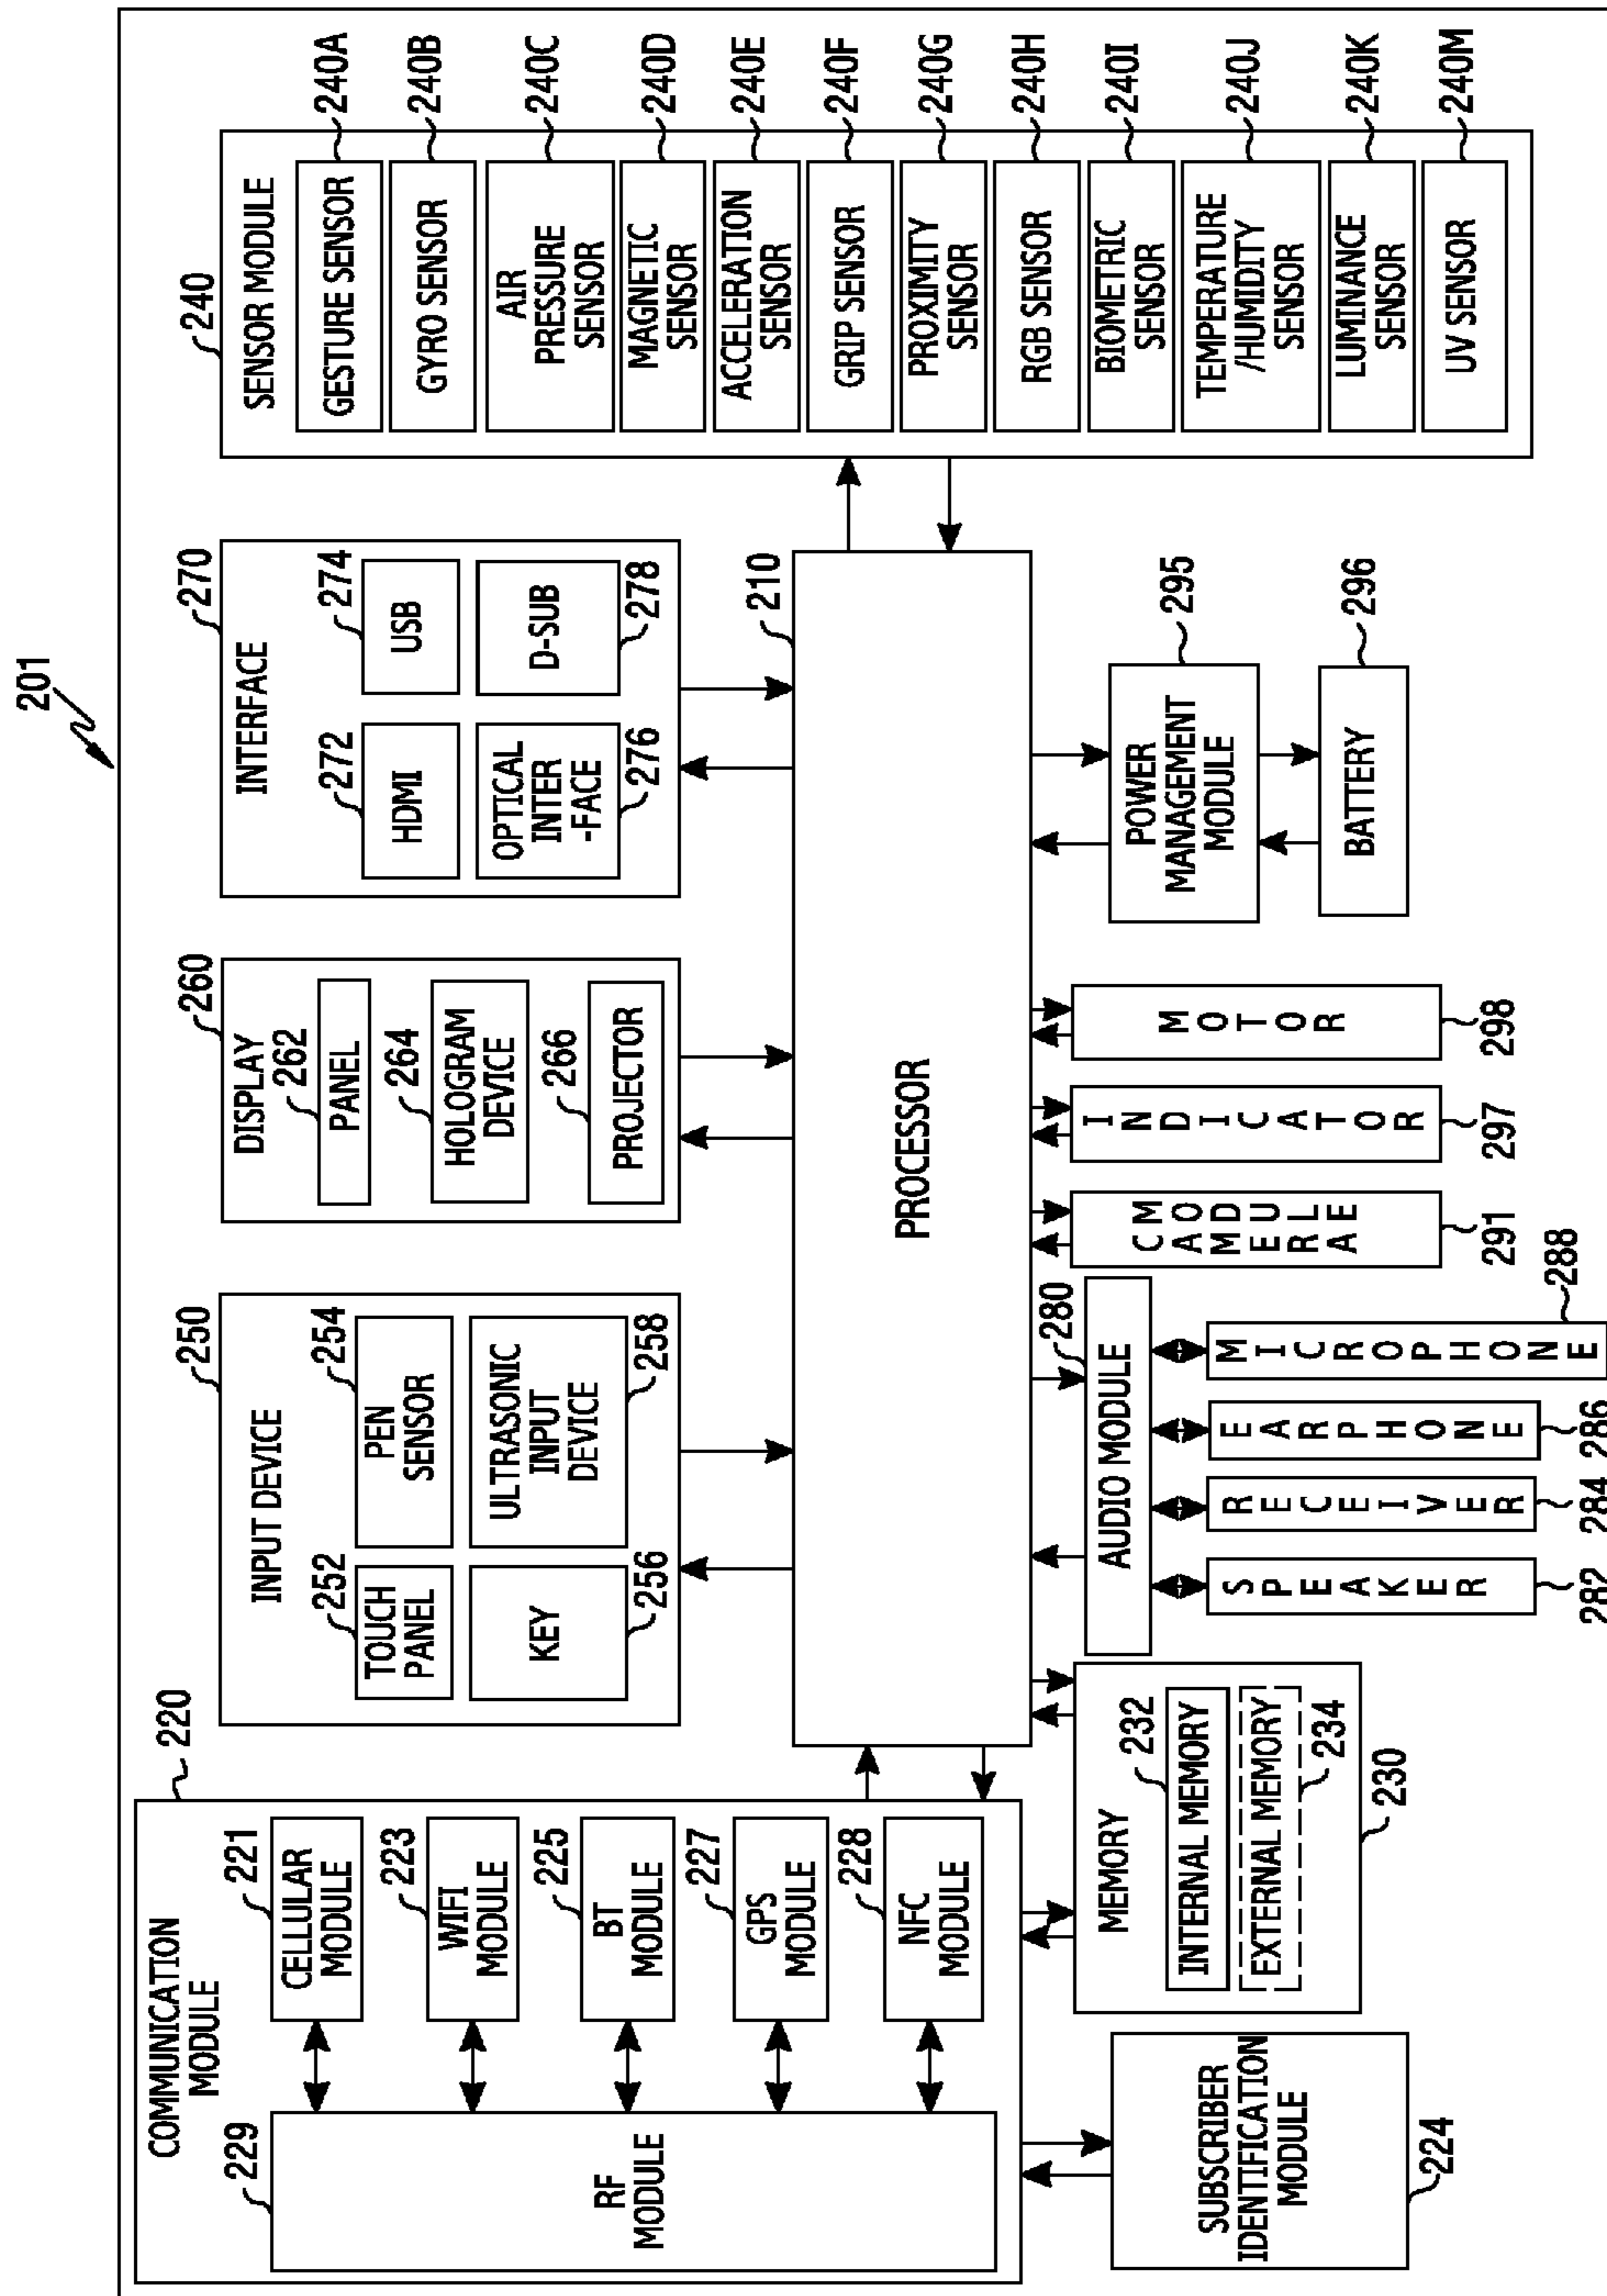 201
COMMUNICATION
MODULE
220
229
RF
MODULE
221
CELLULAR
MODULE
223
WIFI
MODULE
225
BT
MODULE
227
GPS
MODULE
228
NFC
MODULE
SUBSCRIBER
IDENTIFICATION
MODULE
224
250
INPUT DEVICE
252
TOUCH
PANEL
254
PEN
SENSOR
KEY
256
ULTRASONIC
INPUT
DEVICE
258
260
DISPLAY
262
PANEL
264
HOLOGRAM
DEVICE
266
PROJECTOR
270
INTERFACE
272
HDMI
274
USB
OPTICAL
INTER
-FACE
276
D-SUB
278
240
SENSOR MODULE
GESTURE SENSOR
240A
GYRO SENSOR
240B
AIR
PRESSURE
SENSOR
240C
MAGNETIC
SENSOR
240D
ACCELERATION
SENSOR
240E
GRIP SENSOR
240F
PROXIMITY
SENSOR
240G
RGB SENSOR
240H
BIOMETRIC
SENSOR
240I
TEMPERATURE
/HUMIDITY
SENSOR
240J
LUMINANCE
SENSOR
240K
UV SENSOR
240M
PROCESSOR
210
MEMORY
232
INTERNAL MEMORY
EXTERNAL MEMORY
234
230
AUDIO MODULE
280
SPEAKER
282
RECEIVER
284
EARPHONE
286
MICROPHONE
288
CAMERA
MODULE
291
INDICATOR
297
MOTOR
298
POWER
MANAGEMENT
MODULE
295
BATTERY
296